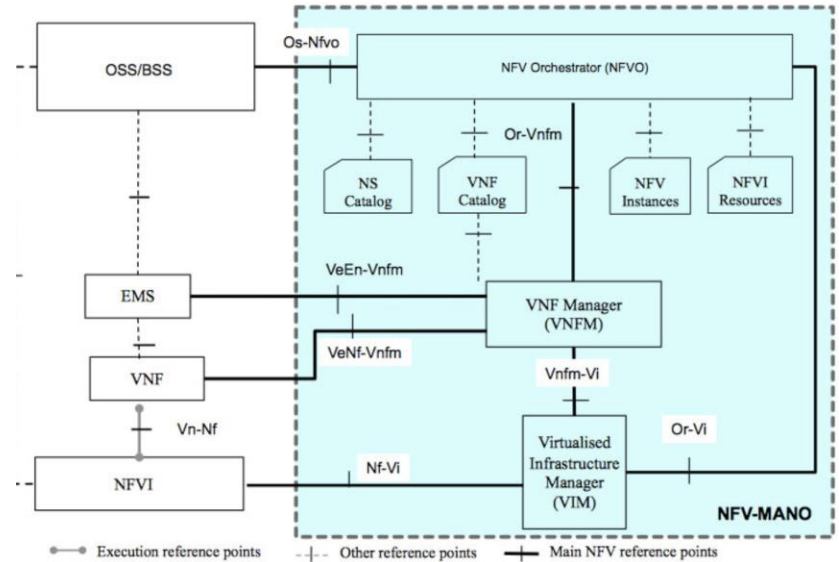 Os-Nfvo
OSS/BSS
NFV Orchestrator (NFVO)
Or-Vnfm
NS
Catalog
VNF
Catalog
NFV
Instances
NFVI
Resources
VeEn-Vnfm
EMS
VNF Manager
(VNFM)
VeNf-Vnfm
VNF
Vnfm-Vi
Vn-Nf
Or-Vi
Virtualised
Infrastructure
Manager
(VIM)
Nf-Vi
NFVI
NFV-MANO
Execution reference points
Other reference points
Main NFV reference points